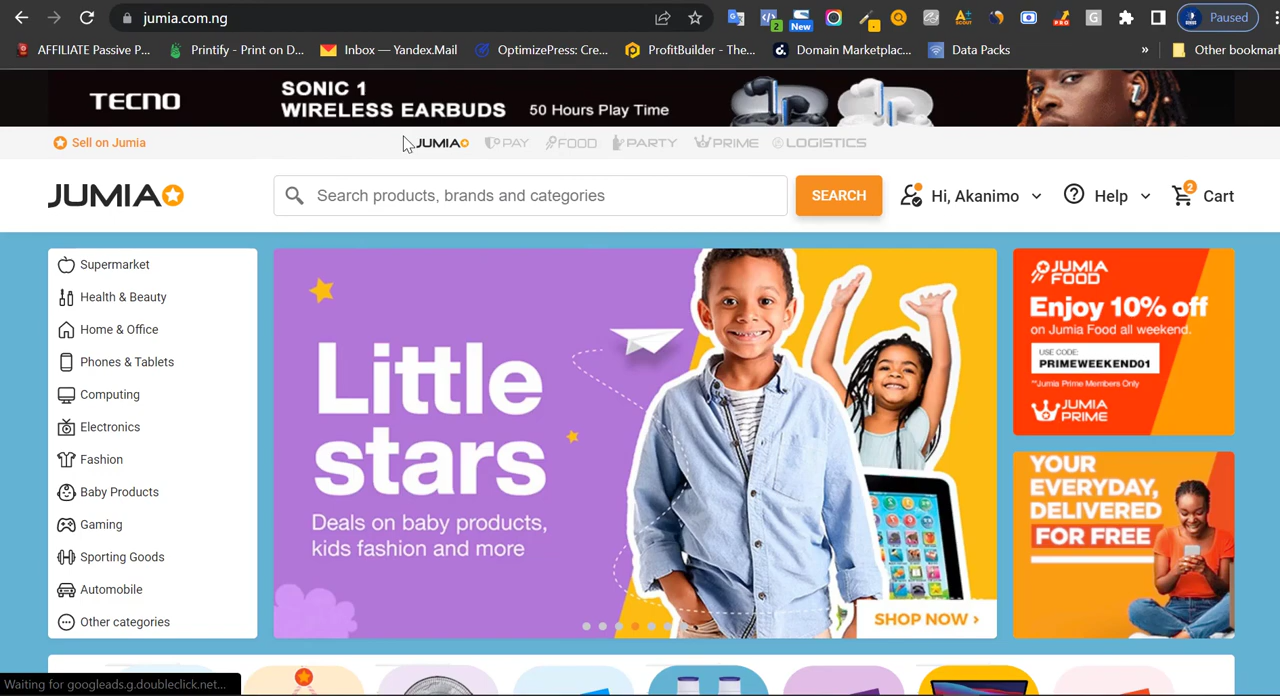 jumia.com.ng
New
2
Paused
AFFILIATE Passive P...
Printify - Print on D...
Inbox — Yandex.Mail
OptimizePress: Cre...
ProfitBuilder - The...
Domain Marketplac...
Data Packs
»
Other bookmar
TECNO
SONIC 1
WIRELESS EARBUDS
50 Hours Play Time
Sell on Jumia
JUMIA
PAY
FOOD
PARTY
PRIME
LOGISTICS
JUMIA
Search products, brands and categories
SEARCH
Hi, Akanimo
Help
2
Cart
Supermarket
Health & Beauty
Home & Office
Phones & Tablets
Computing
Electronics
Fashion
Baby Products
Gaming
Sporting Goods
Automobile
Other categories
Little
stars
Deals on baby products,
kids fashion and more
SHOP NOW ›
JUMIA
FOOD
Enjoy 10% off
on Jumia Food all weekend.
USE CODE:
PRIMEWEEKEND01
**Jumia Prime Members Only
JUMIA
PRIME
YOUR
EVERYDAY,
DELIVERED
FOR FREE
Waiting for googleads.g.doubleclick.net...